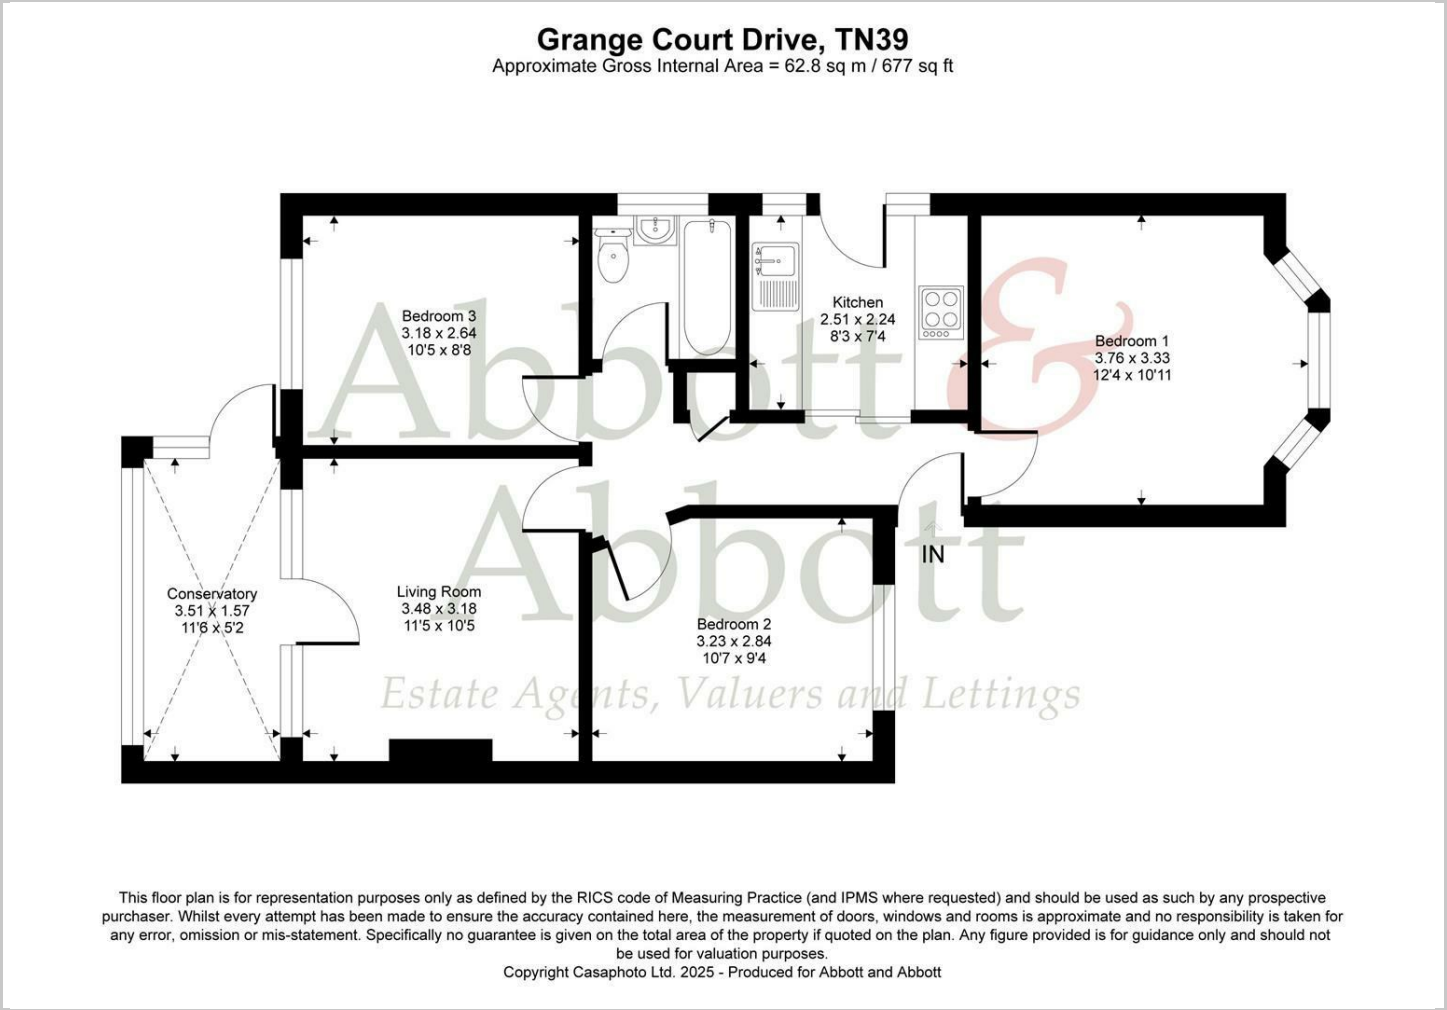 Grange Court Drive, TN39
Approximate Gross Internal Area = 62.8 sq m / 677 sq ft
Bedroom 3
3.18 x 2.64
10'5 x 8'8
Kitchen
2.51 x 2.24
8'3 x 7'4
Bedroom 1
3.76 x 3.33
12'4 x 10'11
Abbott &
Abbott
Estate Agents, Valuers and Lettings
IN
Conservatory
3.51 x 1.57
11'6 x 5'2
Living Room
3.48 x 3.18
11'5 x 10'5
Bedroom 2
3.23 x 2.84
10'7 x 9'4
This floor plan is for representation purposes only as defined by the RICS code of Measuring Practice (and IPMS where requested) and should be used as such by any prospective
purchaser. Whilst every attempt has been made to ensure the accuracy contained here, the measurement of doors, windows and rooms is approximate and no responsibility is taken for
any error, omission or mis-statement. Specifically no guarantee is given on the total area of the property if quoted on the plan. Any figure provided is for guidance only and should not
be used for valuation purposes.
Copyright Casaphoto Ltd. 2025 - Produced for Abbott and Abbott